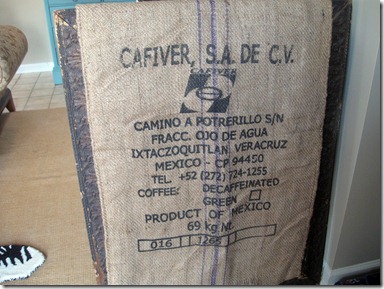 CAFIVER, S.A. DE C.V.
CAFIVER
CAMINO A POTRERILLO S/N
FRACC. OJO DE AGUA
IXTACZOQUITLAN, VERACRUZ
MEXICO - CP 94450
TEL. +52 (272) 724-1255
COFFEE: DECAFFEINATED
GREEN
PRODUCT OF MEXICO
69 kg Nt.
016 1265